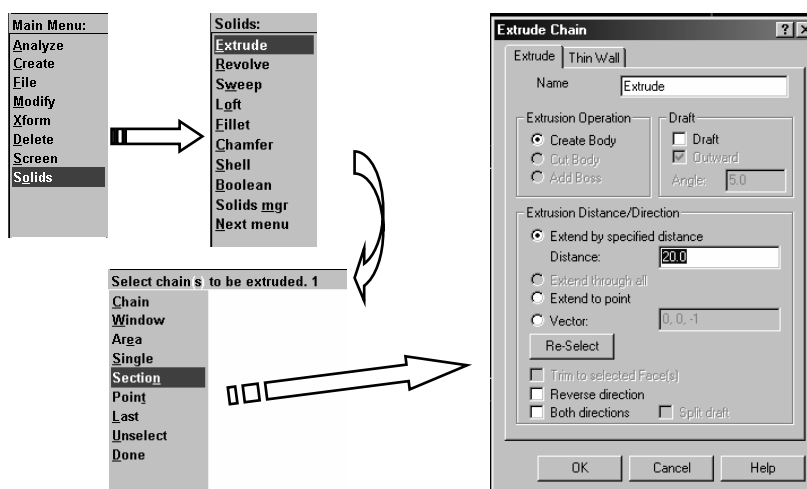 Main Menu:
Analyze
Create
File
Modify
Xform
Delete
Screen
Solids
Solids:
Extrude
Revolve
Sweep
Loft
Fillet
Chamfer
Shell
Boolean
Solids mgr
Next menu
Select chain(s) to be extruded. 1
Chain
Window
Area
Single
Section
Point
Last
Unselect
Done
Extrude Chain
Extrude Thin Wall
Name Extrude
Extrusion Operation
Create Body
Cut Body
Add Boss
Draft
Draft
Outward
Angle: 5.0
Extrusion Distance/Direction
Extend by specified distance
Distance: 20.0
Extend through all
Extend to point
Vector: 0, 0, -1
Re-Select
Trim to selected Face(s)
Reverse direction
Both directions Split draft
OK Cancel Help